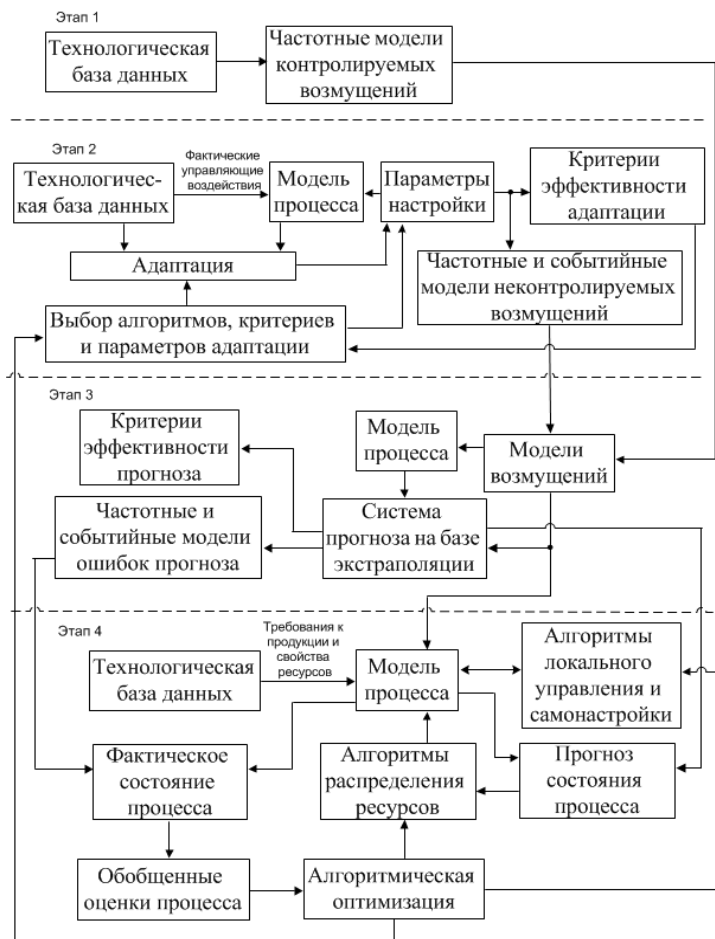 Этап 1
Технологическая
база данных
Частотные модели
контролируемых
возмущений
Этап 2
Технологичес-
кая база данных
Фактические
управляющие
воздействия
Модель
процесса
Параметры
настройки
Критерии
эффективности
адаптации
Адаптация
Частотные и событийные
модели неконтролируемых
возмущений
Выбор алгоритмов, критериев
и параметров адаптации
Этап 3
Критерии
эффективности
прогноза
Модель
процесса
Модели
возмущений
Частотные и
событийные модели
ошибок прогноза
Система
прогноза на базе
экстраполяции
Этап 4
Технологическая
база данных
Требования к
продукции и
свойства
ресурсов
Модель
процесса
Алгоритмы
локального
управления и
самонастройки
Фактическое
состояние
процесса
Алгоритмы
распределения
ресурсов
Прогноз
состояния
процесса
Обобщенные
оценки процесса
Алгоритмическая
оптимизация